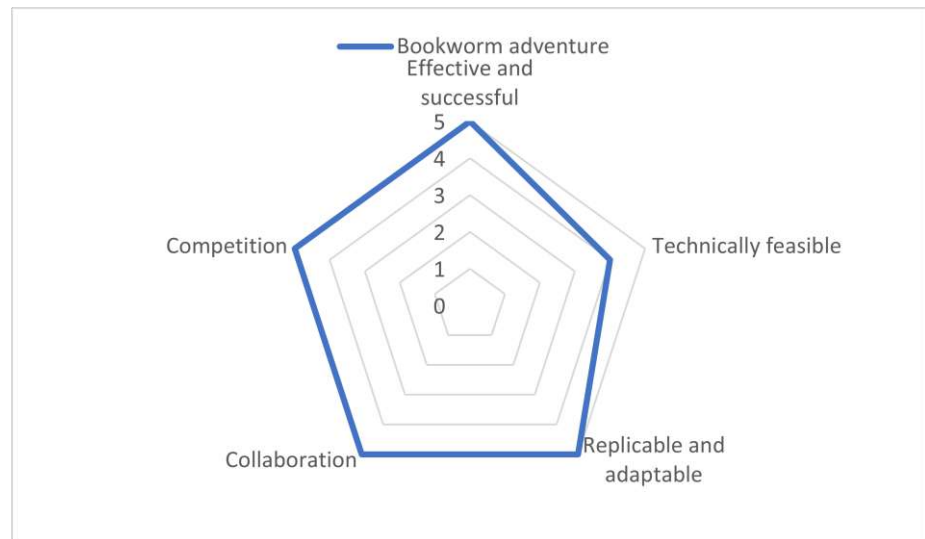 Bookworm adventure
Effective and
successful
5
4
3
2
1
0
Technically feasible
Competition
Replicable and
adaptable
Collaboration